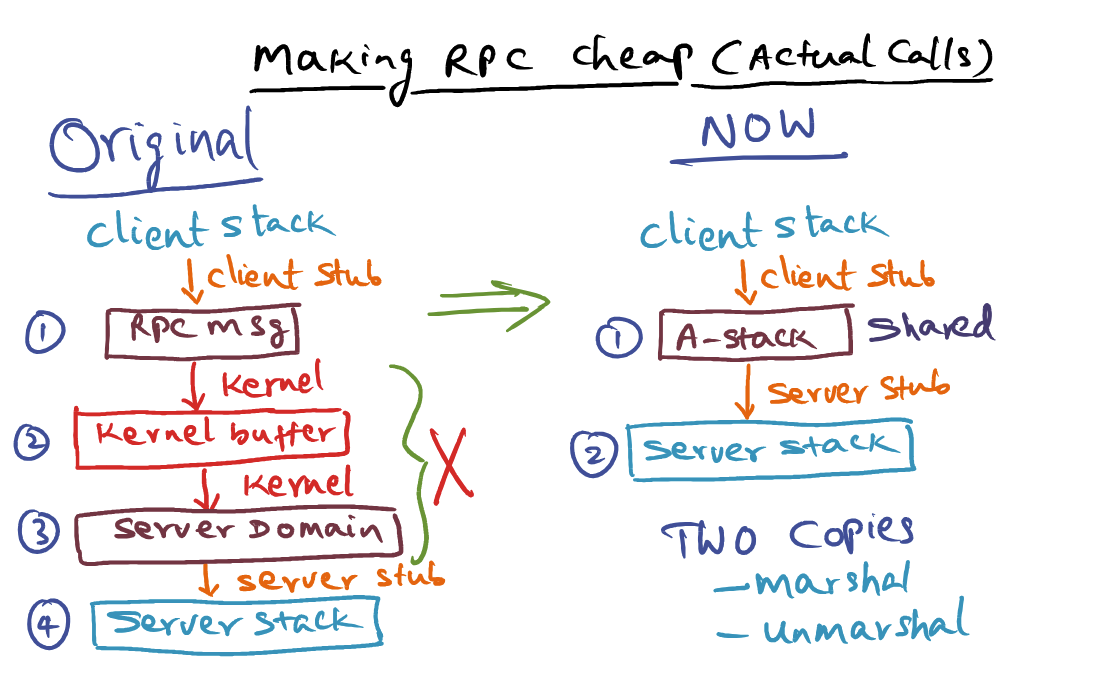 Making RPC cheap (Actual Calls)
Original
client stack
client stub
1 RPC msg
Kernel
2 Kernel buffer
Kernel
3 Server Domain
X
server stub
4 Server Stack
NOW
client stack
client stub
1 A-stack Shared
Server stub
2 Server stack
TWO Copies
- marshal
- unmarshal